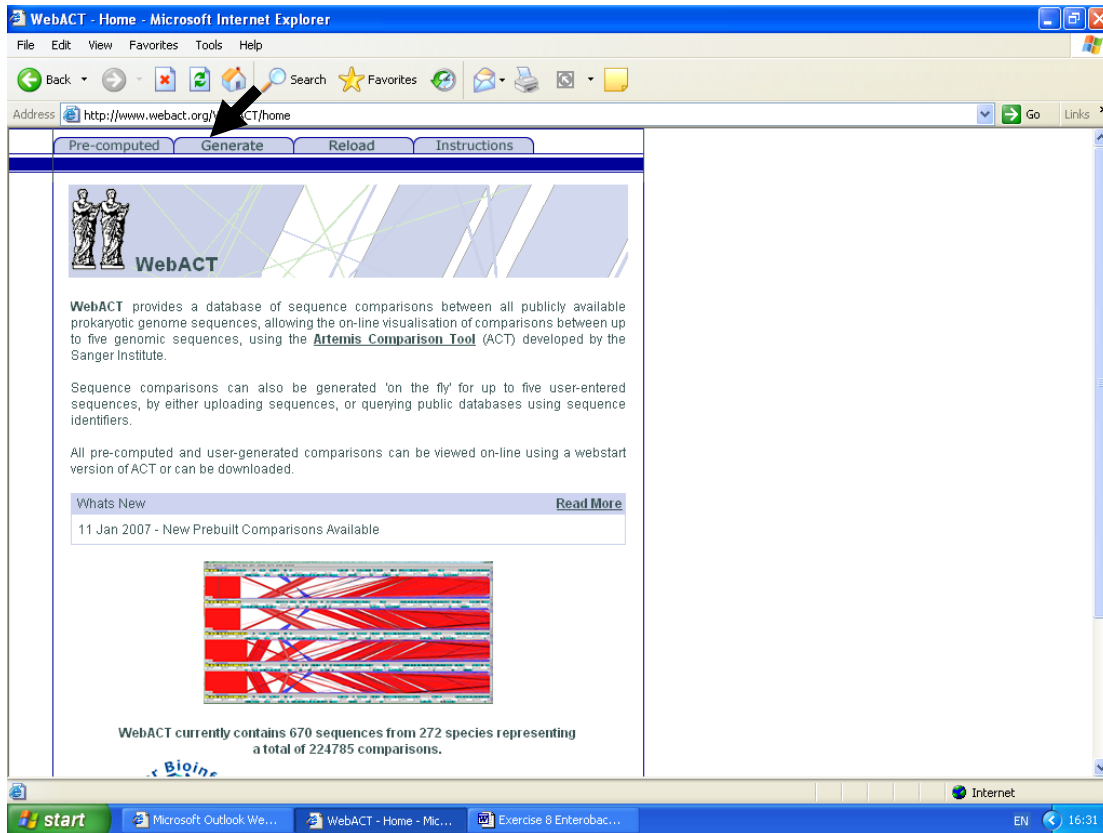 WebACT - Home - Microsoft Internet Explorer
File Edit View Favorites Tools Help
Back Search Favorites
Address http://www.webact.org/ CT/home Go Links
Pre-computed Generate Reload Instructions
WebACT
WebACT provides a database of sequence comparisons between all publicly available
prokaryotic genome sequences, allowing the on-line visualisation of comparisons between up
to five genomic sequences, using the Artemis Comparison Tool (ACT) developed by the
Sanger Institute.
Sequence comparisons can also be generated 'on the fly' for up to five user-entered
sequences, by either uploading sequences, or querying public databases using sequence
identifiers.
All pre-computed and user-generated comparisons can be viewed on-line using a webstart
version of ACT or can be downloaded.
Whats New Read More
11 Jan 2007 - New Prebuilt Comparisons Available
WebACT currently contains 670 sequences from 272 species representing
a total of 224785 comparisons.
Internet
start Microsoft Outlook We... WebACT - Home - Mic... Exercise 8 Enterobac... EN 16:31